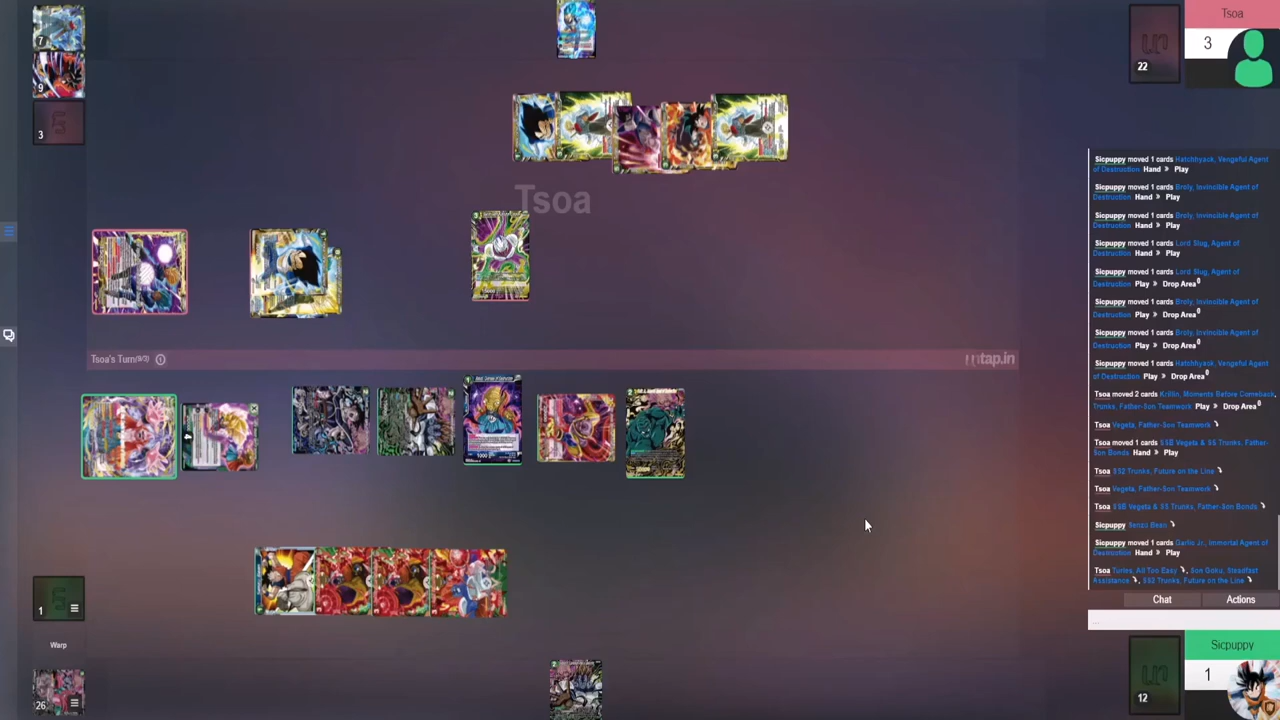 7
9
3
22
Tsoa
3
Tsoa
Tsoa's Turn(9/3)
untap.in
Sicpuppy moved 1 cards Hatchhyack, Vengeful Agent
of Destruction Hand » Play
Sicpuppy moved 1 cards Broly, Invincible Agent of
Destruction Hand » Play
Sicpuppy moved 1 cards Broly, Invincible Agent of
Destruction Hand » Play
Sicpuppy moved 1 cards Lord Slug, Agent of
Destruction Hand » Play
Sicpuppy moved 1 cards Lord Slug, Agent of
Destruction Play » Drop Area
Sicpuppy moved 1 cards Broly, Invincible Agent of
Destruction Play » Drop Area
Sicpuppy moved 1 cards Broly, Invincible Agent of
Destruction Play » Drop Area
Sicpuppy moved 1 cards Hatchhyack, Vengeful Agent
of Destruction Play » Drop Area
Tsoa moved 2 cards Krillin, Moments Before Comeback,
Trunks, Father-Son Teamwork Play » Drop Area
Tsoa Vegeta, Father-Son Teamwork
Tsoa moved 1 cards SSB Vegeta & SS Trunks, Father-
Son Bonds Hand » Play
Tsoa SS2 Trunks, Future on the Line
Tsoa Vegeta, Father-Son Teamwork
Tsoa SSB Vegeta & SS Trunks, Father-Son Bonds
Sicpuppy Senzu Bean
Sicpuppy moved 1 cards Garlic Jr., Immortal Agent of
Destruction Hand » Play
Tsoa Turles, All Too Easy, Son Goku, Steadfast
Assistance, SS2 Trunks, Future on the Line
Chat Actions
...
1
Warp
26
12
Sicpuppy
1